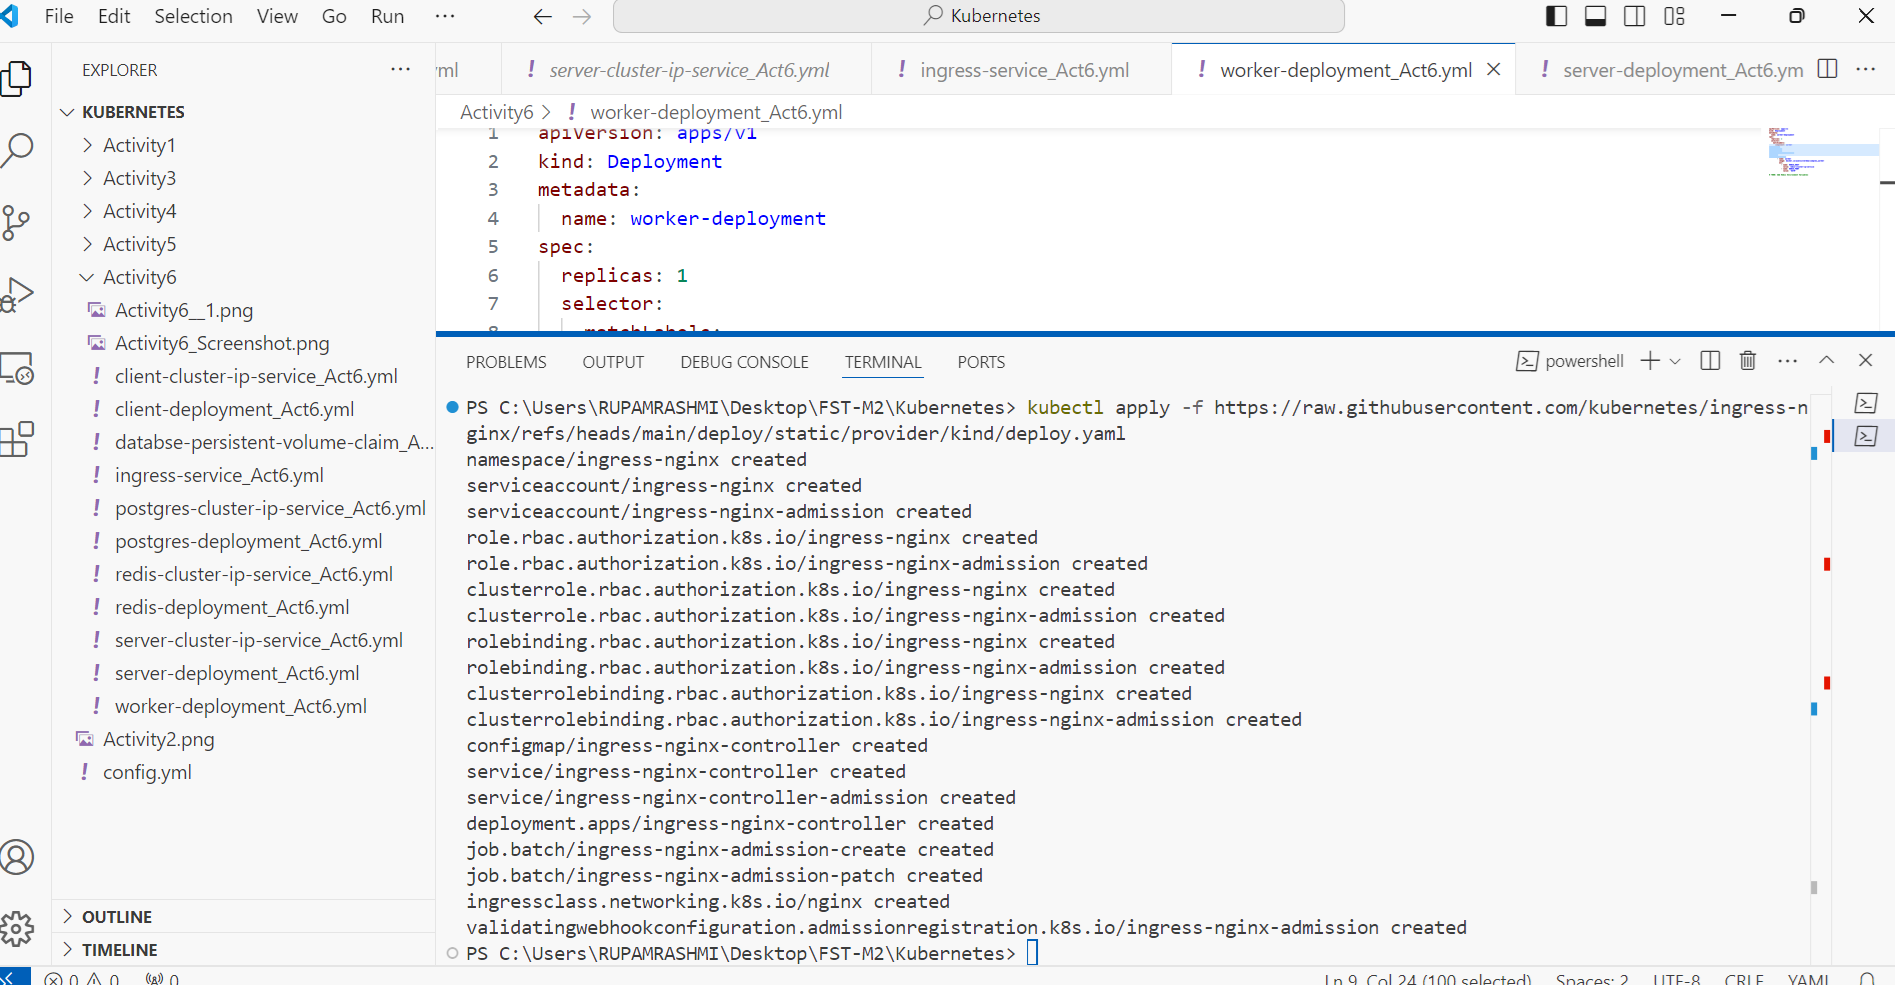 File Edit Selection View Go Run ···
Kubernetes
EXPLORER ···
KUBERNETES
Activity1
Activity3
Activity4
Activity5
Activity6
Activity6__1.png
Activity6_Screenshot.png
! client-cluster-ip-service_Act6.yml
! client-deployment_Act6.yml
! databse-persistent-volume-claim_A...
! ingress-service_Act6.yml
! postgres-cluster-ip-service_Act6.yml
! postgres-deployment_Act6.yml
! redis-cluster-ip-service_Act6.yml
! redis-deployment_Act6.yml
! server-cluster-ip-service_Act6.yml
! server-deployment_Act6.yml
! worker-deployment_Act6.yml
Activity2.png
! config.yml
OUTLINE
TIMELINE
ml ! server-cluster-ip-service_Act6.yml ! ingress-service_Act6.yml ! worker-deployment_Act6.yml ! server-deployment_Act6.ym ···
Activity6 > ! worker-deployment_Act6.yml
1 apiVersion: apps/v1
2 kind: Deployment
3 metadata:
4 name: worker-deployment
5 spec:
6 replicas: 1
7 selector:
8 matchLabels:
PROBLEMS OUTPUT DEBUG CONSOLE TERMINAL PORTS powershell ···
PS C:\Users\RUPAMRASHMI\Desktop\FST-M2\Kubernetes> kubectl apply -f https://raw.githubusercontent.com/kubernetes/ingress-n
ginx/refs/heads/main/deploy/static/provider/kind/deploy.yaml
namespace/ingress-nginx created
serviceaccount/ingress-nginx created
serviceaccount/ingress-nginx-admission created
role.rbac.authorization.k8s.io/ingress-nginx created
role.rbac.authorization.k8s.io/ingress-nginx-admission created
clusterrole.rbac.authorization.k8s.io/ingress-nginx created
clusterrole.rbac.authorization.k8s.io/ingress-nginx-admission created
rolebinding.rbac.authorization.k8s.io/ingress-nginx created
rolebinding.rbac.authorization.k8s.io/ingress-nginx-admission created
clusterrolebinding.rbac.authorization.k8s.io/ingress-nginx created
clusterrolebinding.rbac.authorization.k8s.io/ingress-nginx-admission created
configmap/ingress-nginx-controller created
service/ingress-nginx-controller created
service/ingress-nginx-controller-admission created
deployment.apps/ingress-nginx-controller created
job.batch/ingress-nginx-admission-create created
job.batch/ingress-nginx-admission-patch created
ingressclass.networking.k8s.io/nginx created
validatingwebhookconfiguration.admissionregistration.k8s.io/ingress-nginx-admission created
PS C:\Users\RUPAMRASHMI\Desktop\FST-M2\Kubernetes>
0 0 0 Ln 9, Col 24 (100 selected) Spaces: 2 UTF-8 CRLF YAML